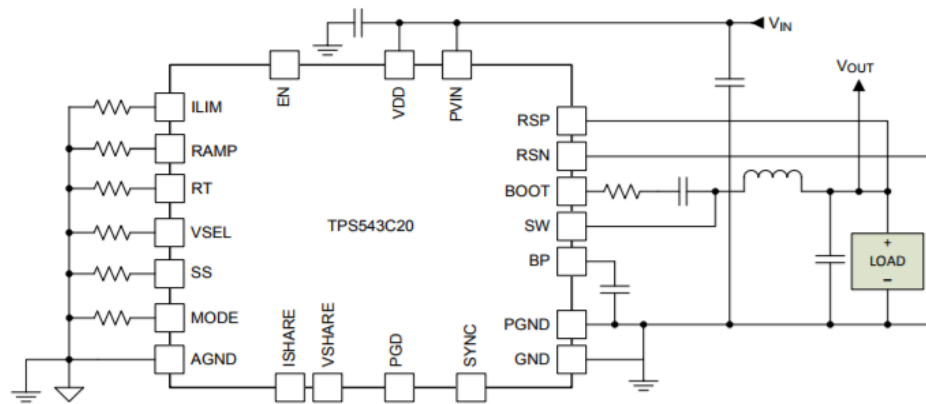 VIN
VOUT
EN
VDD
PVIN
ILIM
RAMP
RT
VSEL
SS
MODE
AGND
TPS543C20
RSP
RSN
BOOT
SW
BP
PGND
GND
ISHARE
VSHARE
PGD
SYNC
+
LOAD
–